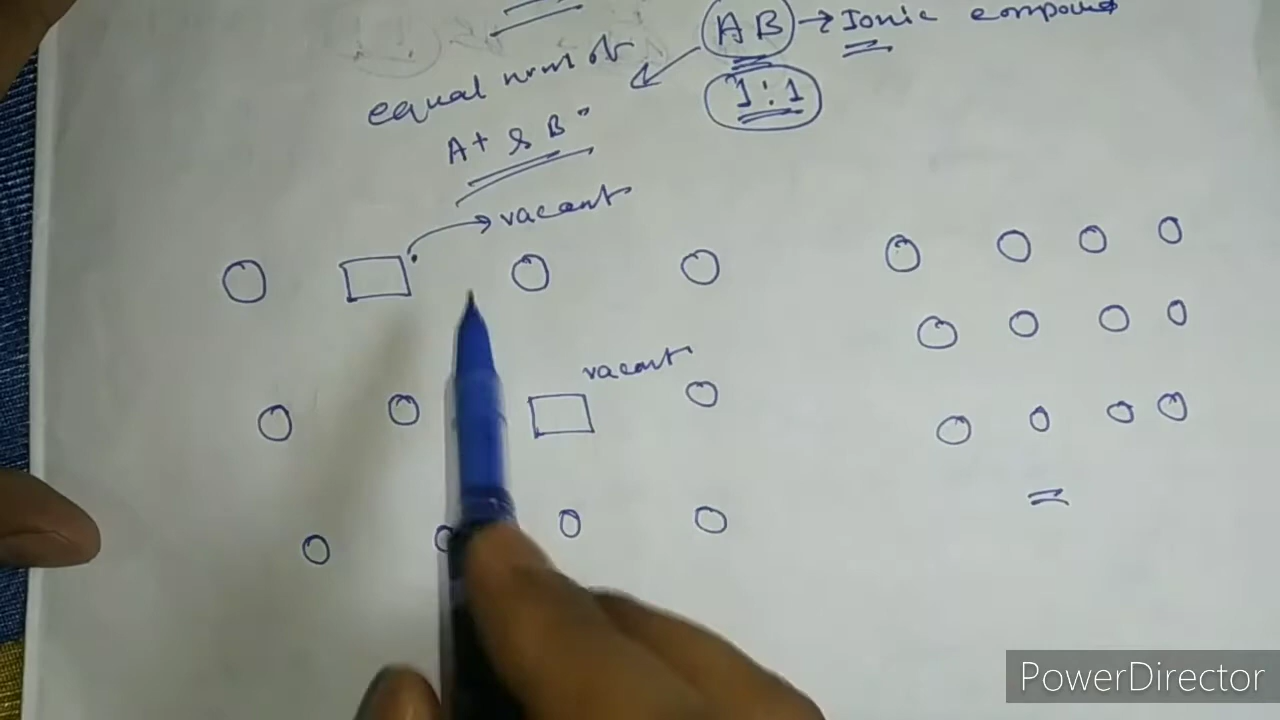 AB → Ionic compound
1:1
equal num of
A+ & B-
vacant
vacant
PowerDirector